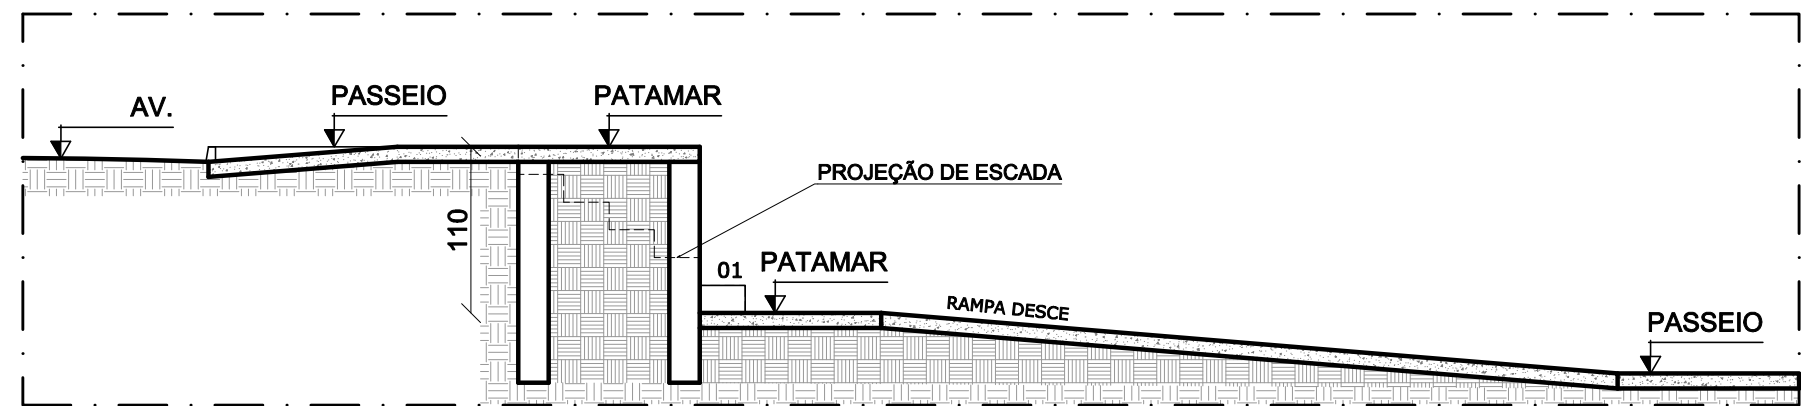 AV.
PASSEIO
PATAMAR
PROJEÇÃO DE ESCADA
110
01
PATAMAR
RAMPA DESCE
PASSEIO